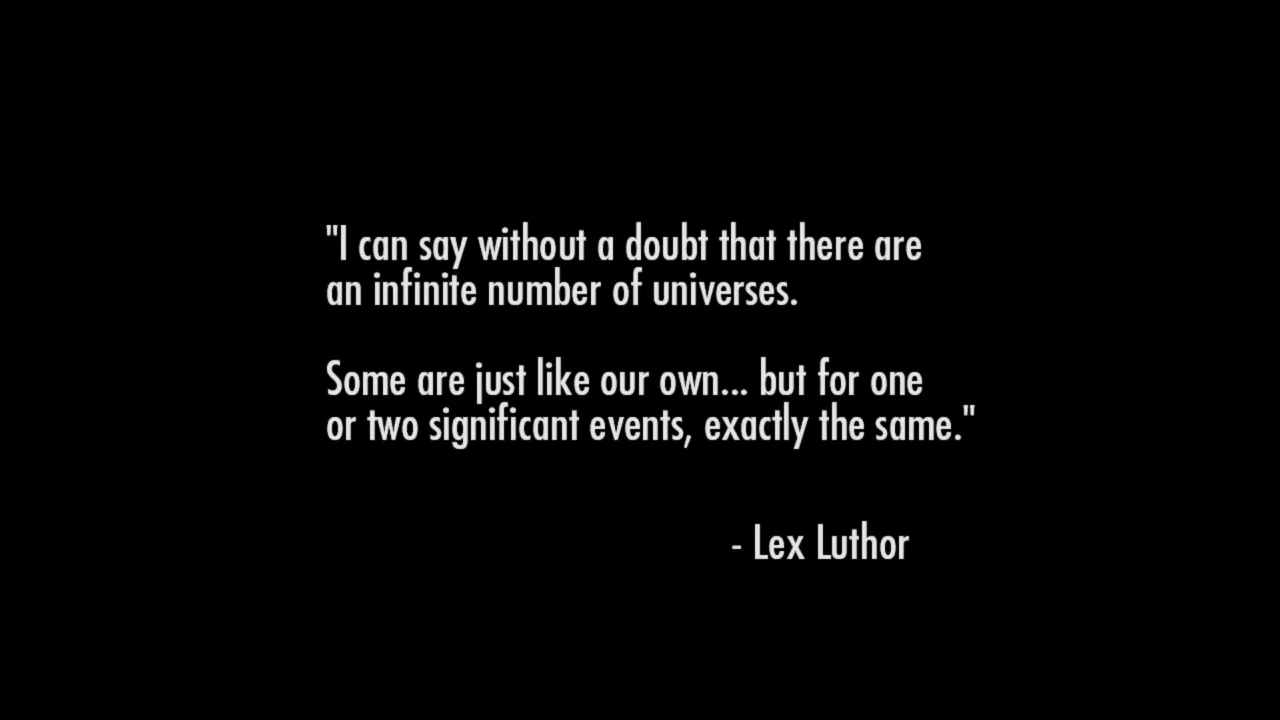 "I can say without a doubt that there are
an infinite number of universes.
Some are just like our own... but for one
or two significant events, exactly the same."
- Lex Luthor